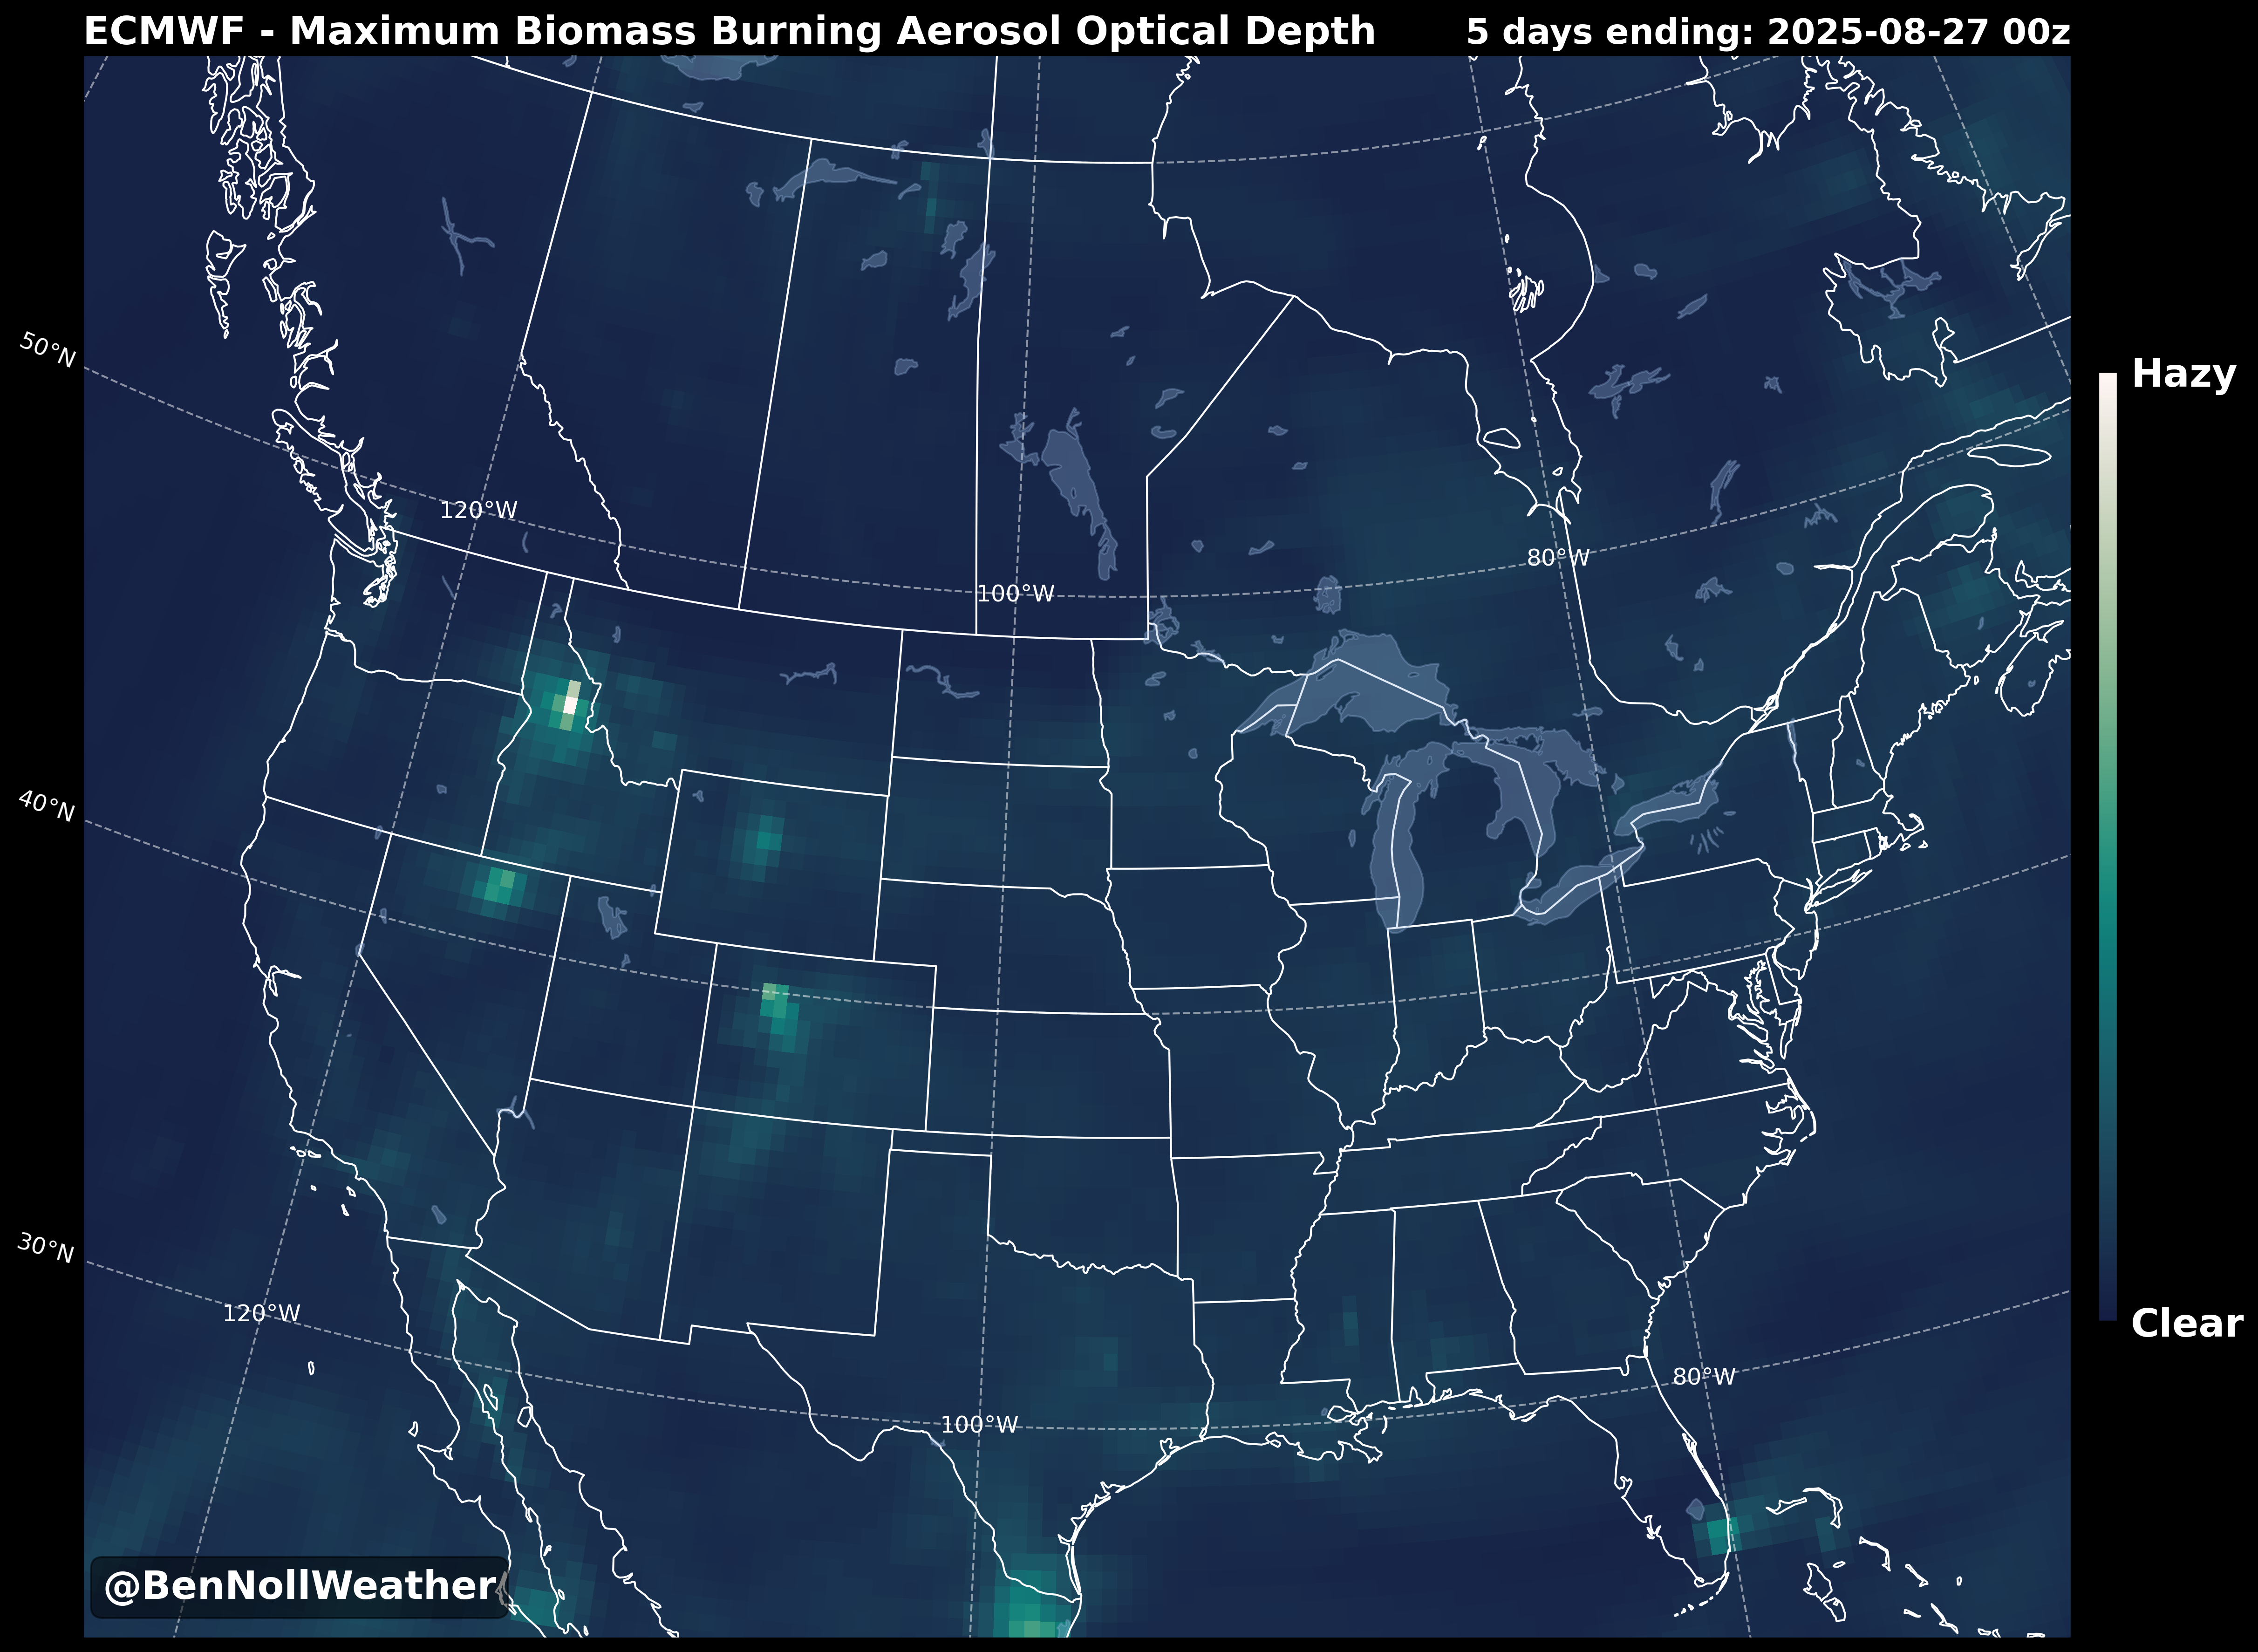 ECMWF - Maximum Biomass Burning Aerosol Optical Depth
5 days ending: 2025-08-27 00z
50°N
Hazy
120°W
80°W
100°W
40°N
30°N
120°W
Clear
80°W
100°W
@BenNollWeather